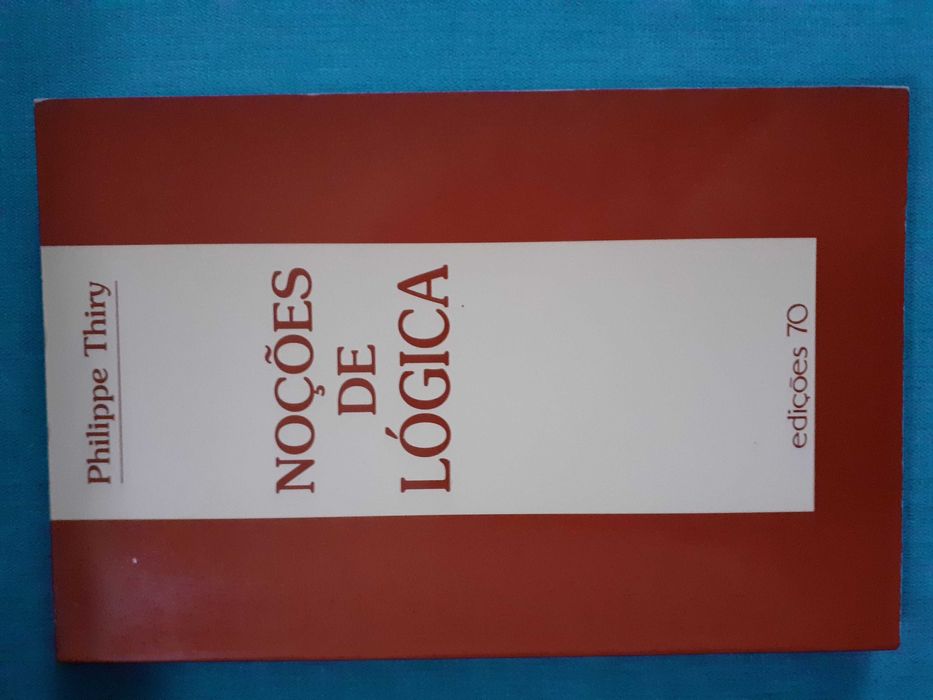 Philippe Thiry
NOÇÕES
DE
LÓGICA
edições 70